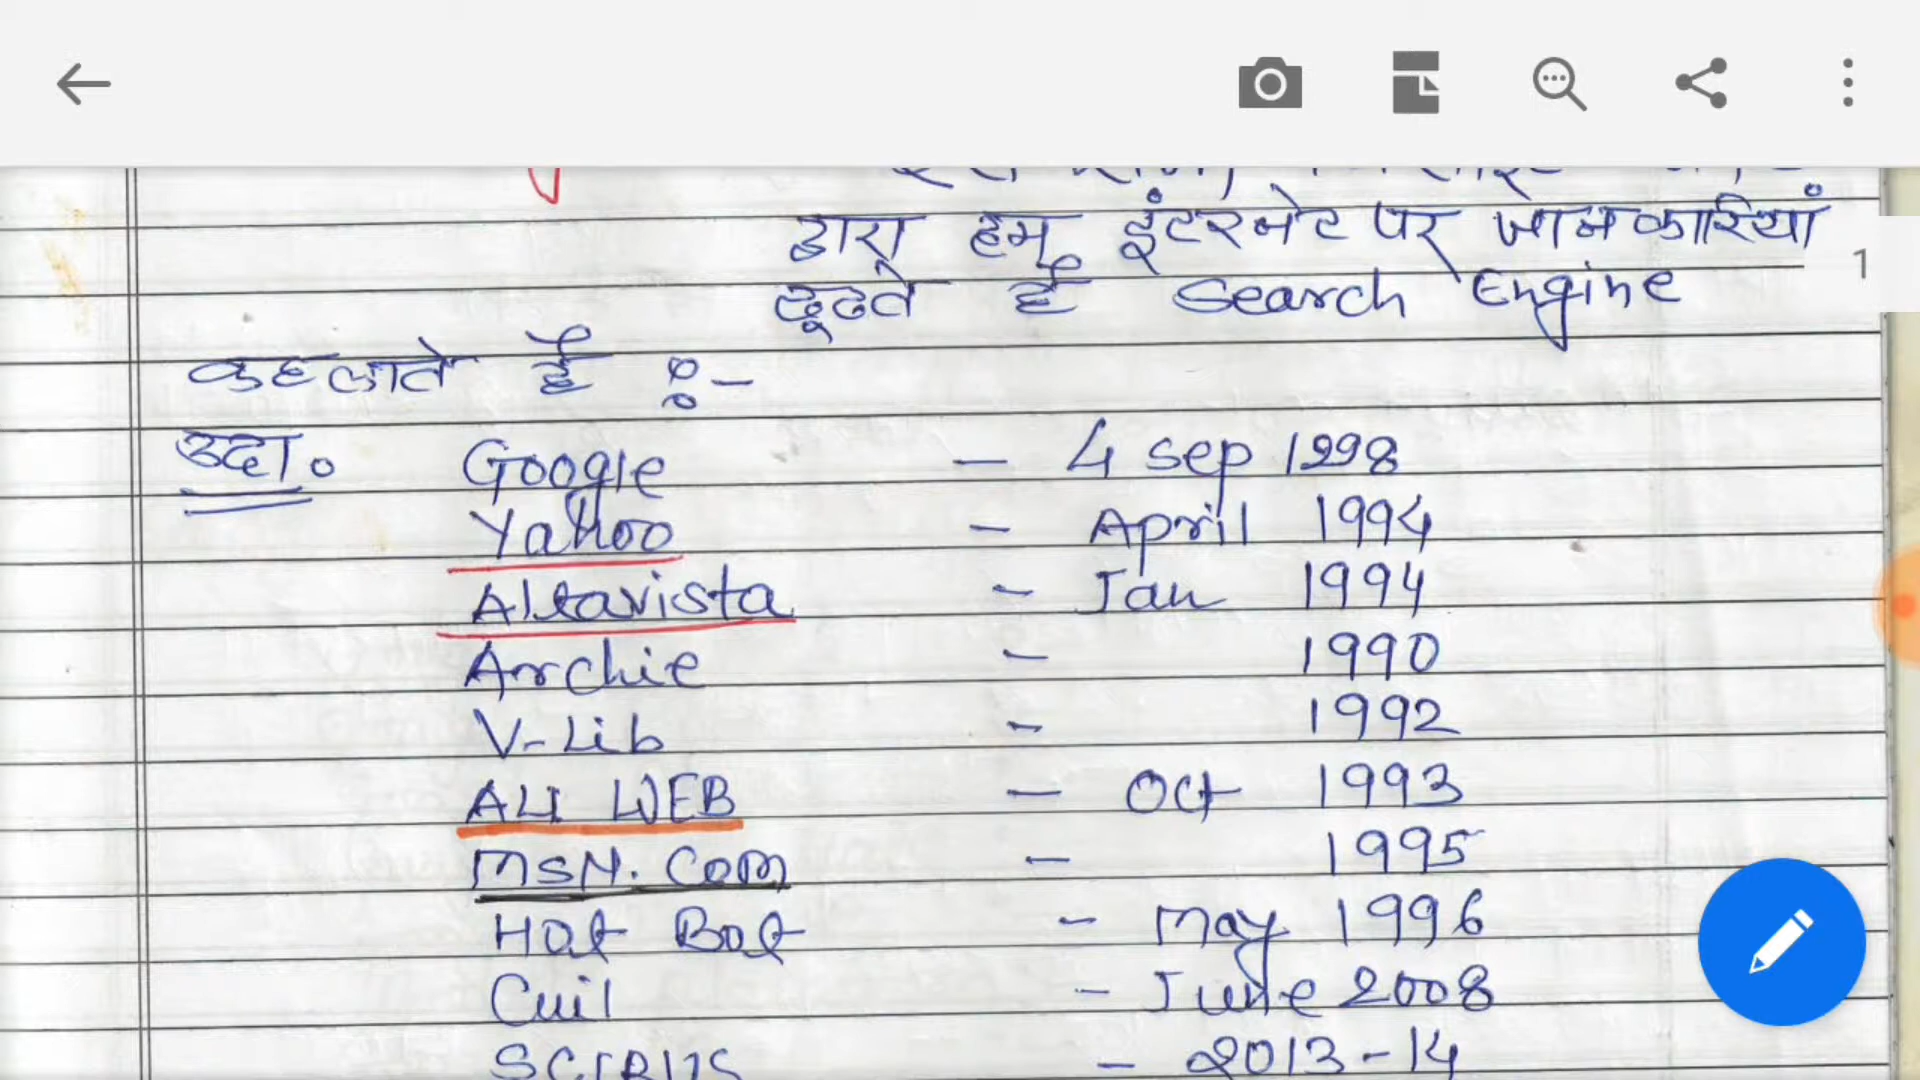 द्वारा हम इंटरनेट पर जानकारियां
1
ढूढते है Search Engine
कहलाते है :-
उदा. Google - 4 Sep 1998
Yahoo - April 1994
Altavista - Jan 1994
Archie - 1990
V-Lib - 1992
ALI WEB - Oct 1993
MSN. Com - 1995
Hot Bot - May 1996
Cuil - June 2008
SCIRUS - 2013-14